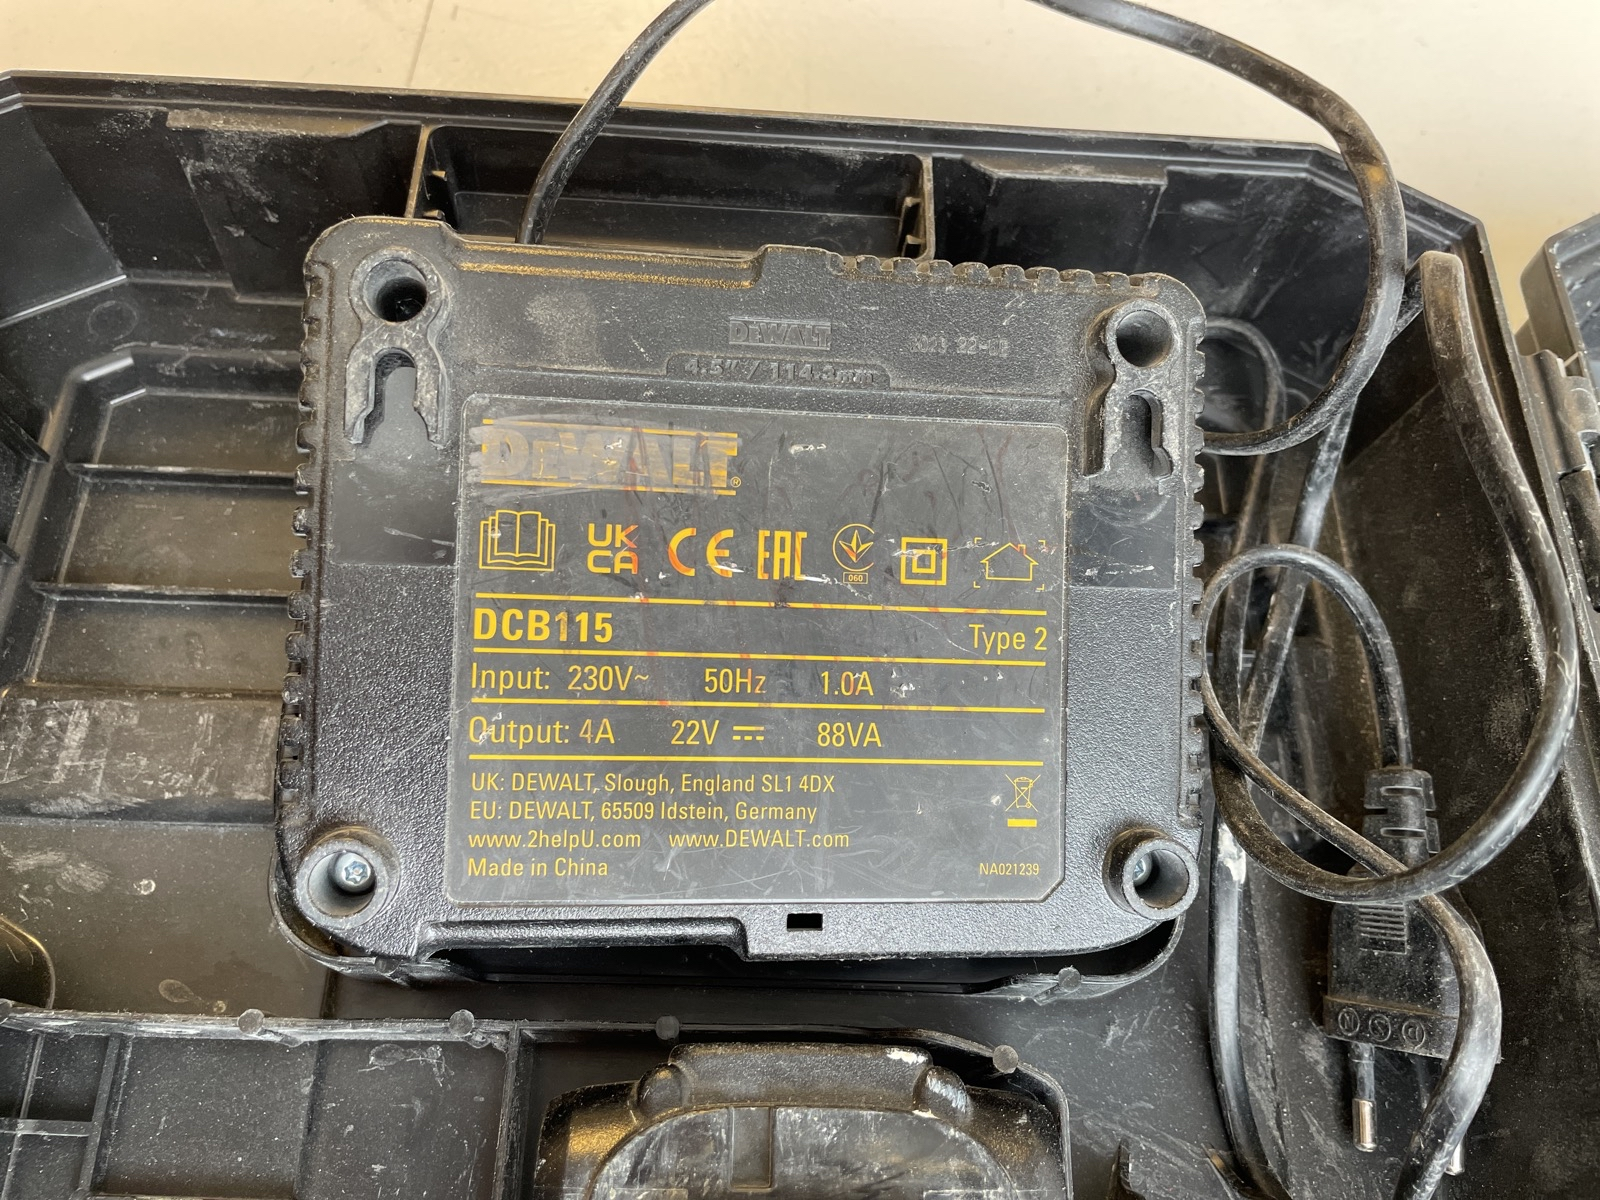 DEWALT
4.5" / 114.3mm
DEWALT®
UK
CA
CE
EAC
060
DCB115
Type 2
Input: 230V~ 50Hz 1.0A
Output: 4A 22V ⎓ 88VA
UK: DEWALT, Slough, England SL1 4DX
EU: DEWALT, 65509 Idstein, Germany
www.2helpU.com www.DEWALT.com
Made in China
NA021239
N S D